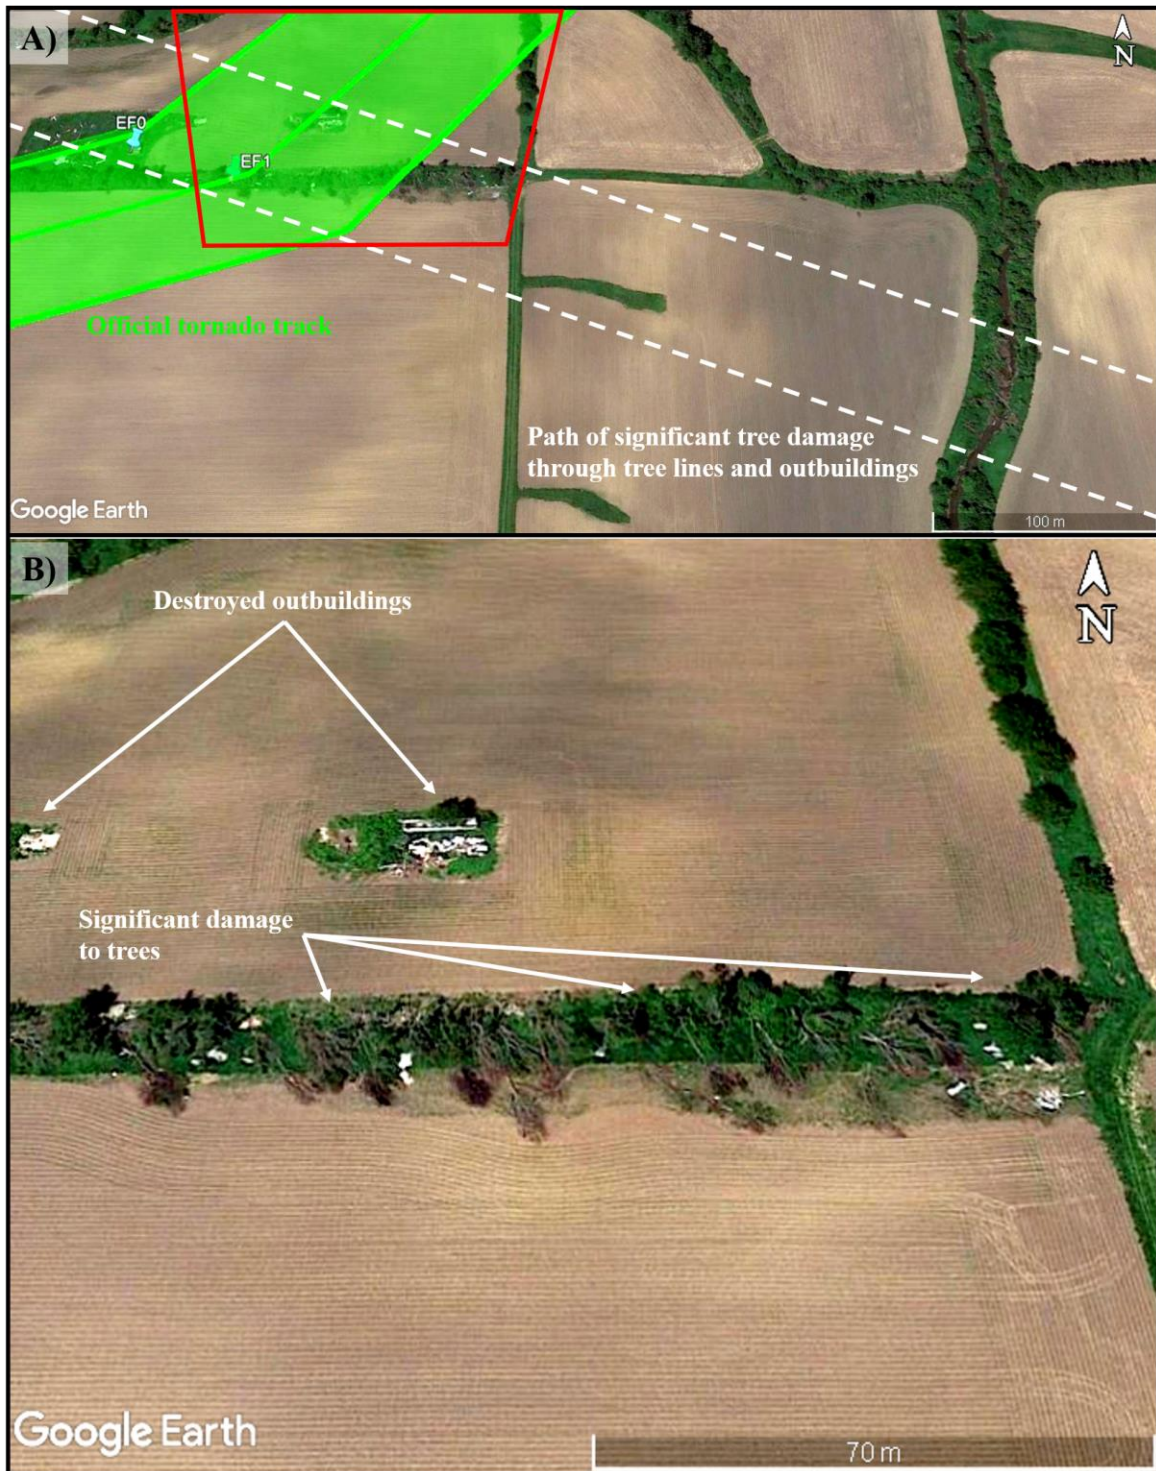 A)
N
EF0
EF1
Official tornado track
Path of significant tree damage
through tree lines and outbuildings
Google Earth
100 m
B)
Destroyed outbuildings
N
Significant damage
to trees
Google Earth
70 m